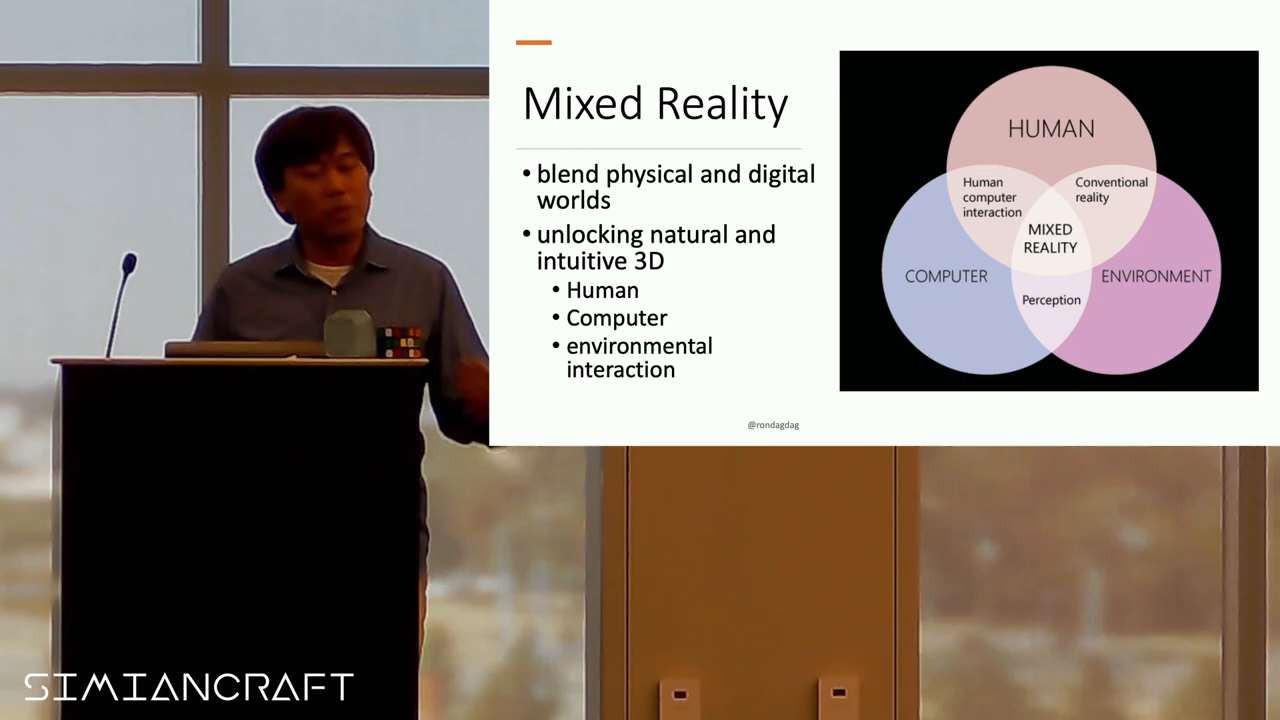 Mixed Reality
• blend physical and digital
worlds
• unlocking natural and
intuitive 3D
• Human
• Computer
• environmental
interaction
@rondagdag
HUMAN
Human
computer
interaction
Conventional
reality
MIXED
REALITY
COMPUTER
ENVIRONMENT
Perception
SIMIANCRAFT